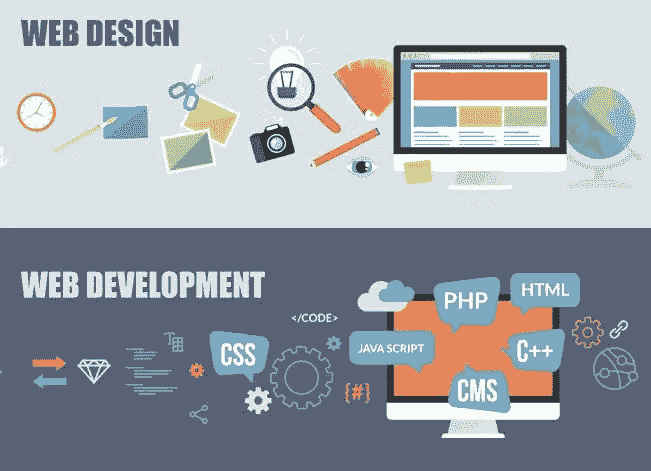 WEB DESIGN
WEB DEVELOPMENT
</CODE>
CSS
JAVA SCRIPT
PHP
HTML
C++
CMS
{#}